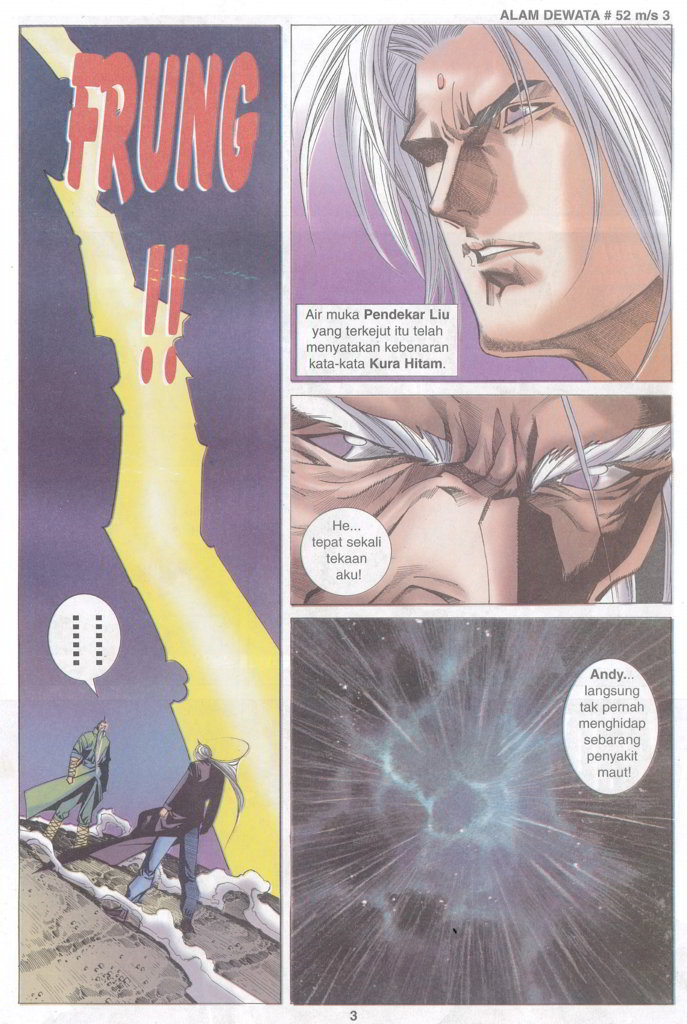 ALAM DEWATA # 52 m/s 3
FRUNG
!!
Air muka Pendekar Liu
yang terkejut itu telah
menyatakan kebenaran
kata-kata Kura Hitam.
He...
tepat sekali
tekaan
aku!
Andy...
langsung
tak pernah
menghidap
sebarang
penyakit
maut!
3